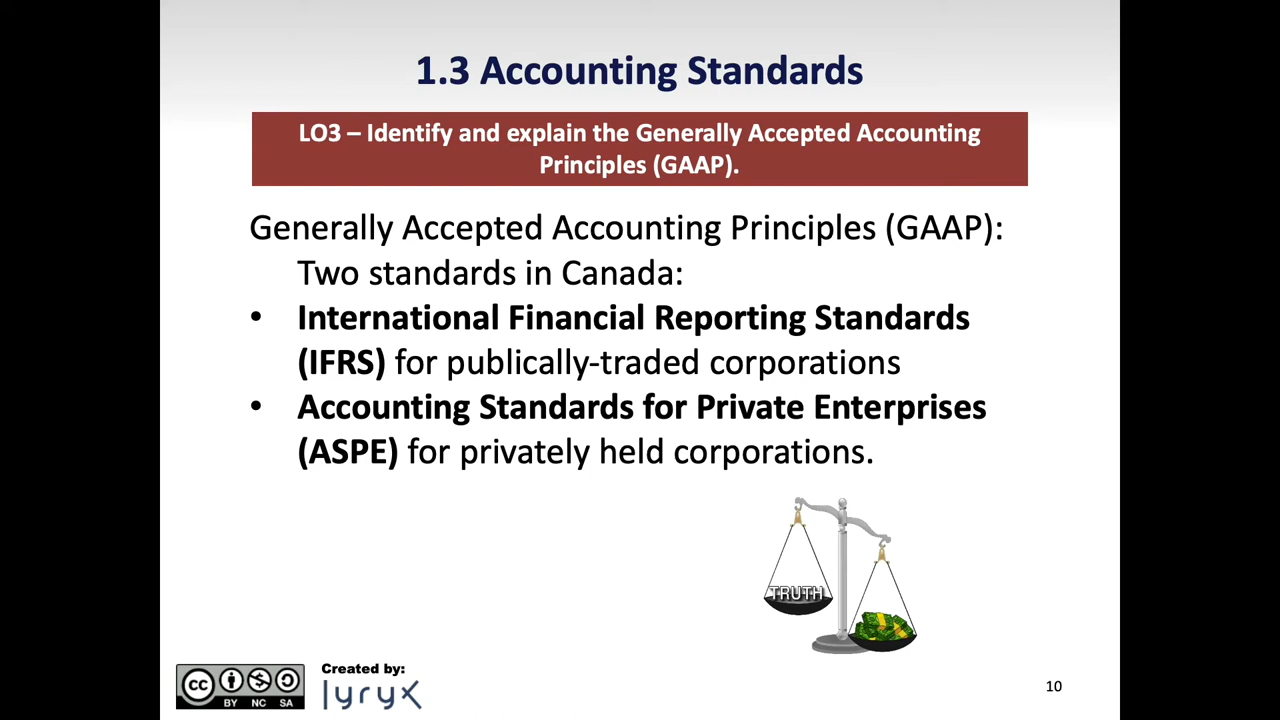 1.3 Accounting Standards
LO3 – Identify and explain the Generally Accepted Accounting
Principles (GAAP).
Generally Accepted Accounting Principles (GAAP):
Two standards in Canada:
• International Financial Reporting Standards
(IFRS) for publically-traded corporations
• Accounting Standards for Private Enterprises
(ASPE) for privately held corporations.
TRUTH
cc
BY NC SA
Created by:
lyryx
10